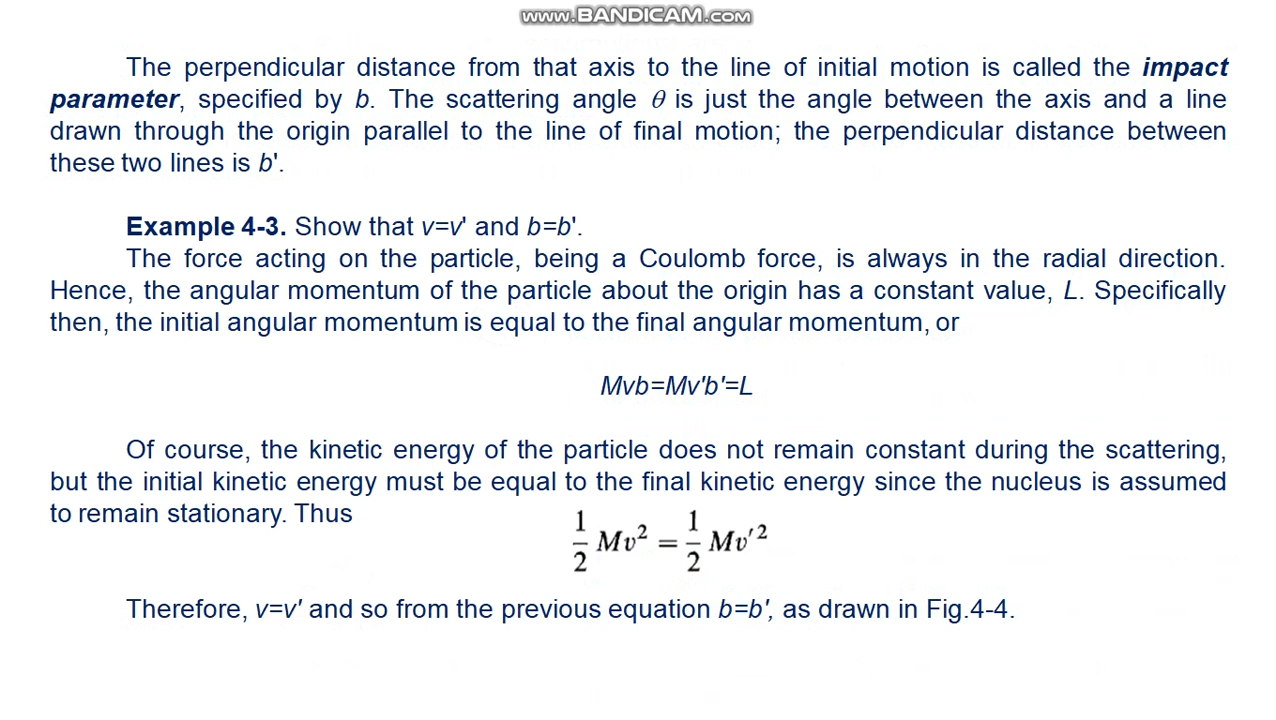 www.BANDICAM.com
The perpendicular distance from that axis to the line of initial motion is called the impact
parameter, specified by b. The scattering angle θ is just the angle between the axis and a line
drawn through the origin parallel to the line of final motion; the perpendicular distance between
these two lines is b'.
Example 4-3. Show that v=v' and b=b'.
The force acting on the particle, being a Coulomb force, is always in the radial direction.
Hence, the angular momentum of the particle about the origin has a constant value, L. Specifically
then, the initial angular momentum is equal to the final angular momentum, or
Mvb=Mv'b'=L
Of course, the kinetic energy of the particle does not remain constant during the scattering,
but the initial kinetic energy must be equal to the final kinetic energy since the nucleus is assumed
to remain stationary. Thus
1/2 Mv² = 1/2 Mv'²
Therefore, v=v' and so from the previous equation b=b', as drawn in Fig.4-4.